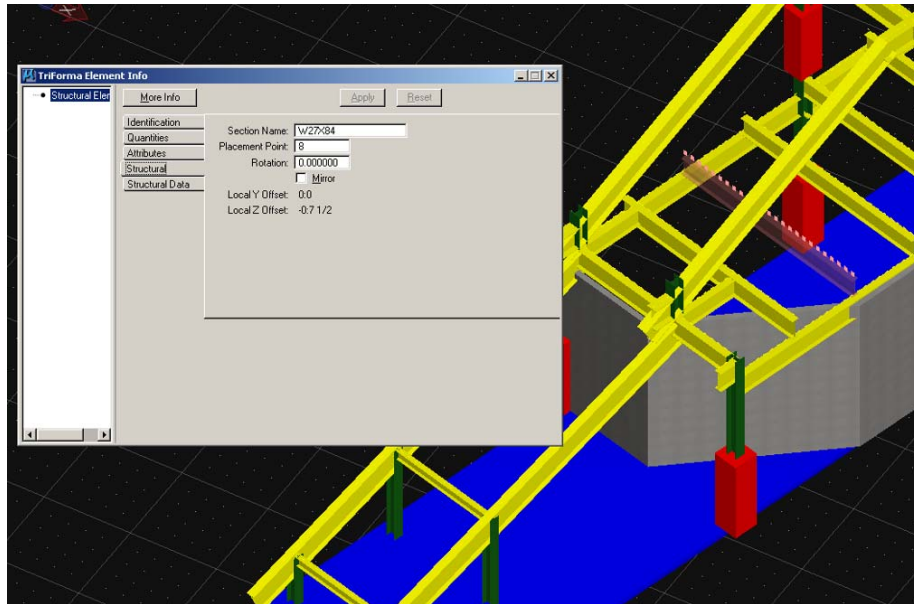 TriForma Element Info
Structural Elen
More Info
Apply
Reset
Identification
Quantities
Attributes
Structural
Structural Data
Section Name: W27X84
Placement Point: 8
Rotation: 0.000000
Mirror
Local Y Offset: 0:0
Local Z Offset: -0:7 1/2